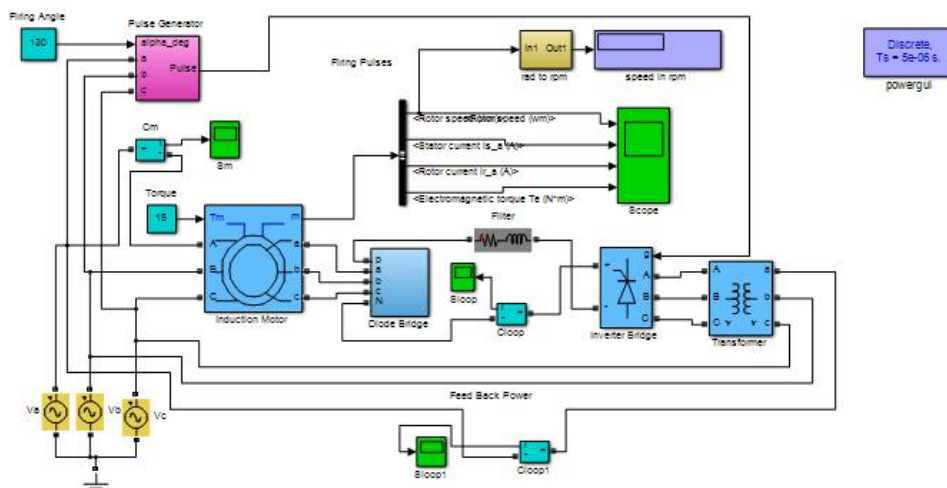 Firing Angle
130
Pulse Generator
alpha_deg
a
b
c
Pulse
Firing Pulses
In1 Out1
rad to rpm
speed in rpm
Discrete,
Ts = 5e-05 s.
powergui
<Rotor speed (wm)>
<Stator current is_a (A)>
<Rotor current ir_a (A)>
<Electromagnetic torque Te (N*m)>
Scope
Cm
+
i
-
Sm
Torque
15
Tm
m
A
B
C
a
b
c
Induction Motor
p
a
b
c
N
Diode Bridge
Filter
Sloop
i
+
-
Cloop
g
+
-
A
B
C
Inverter Bridge
A
B
C
a
b
c
Y Y
Transformer
Va
Vb
Vc
Feed Back Power
Sloop1
i
+
-
Cloop1